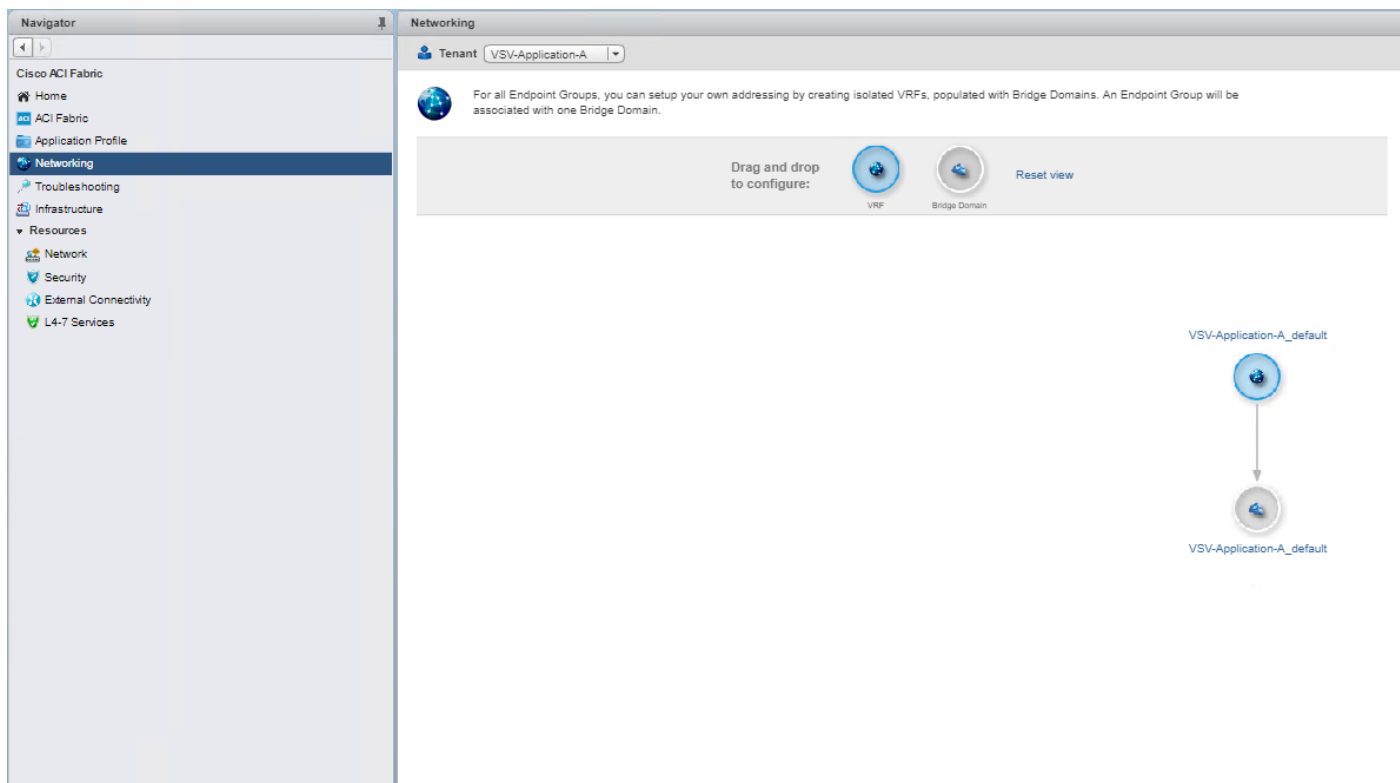 Navigator
Networking
Tenant VSV-Application-A
Cisco ACI Fabric
Home
ACI Fabric
Application Profile
Networking
Troubleshooting
Infrastructure
Resources
Network
Security
External Connectivity
L4-7 Services
For all Endpoint Groups, you can setup your own addressing by creating isolated VRFs, populated with Bridge Domains. An Endpoint Group will be
associated with one Bridge Domain.
Drag and drop
to configure:
VRF
Bridge Domain
Reset view
VSV-Application-A_default
VSV-Application-A_default